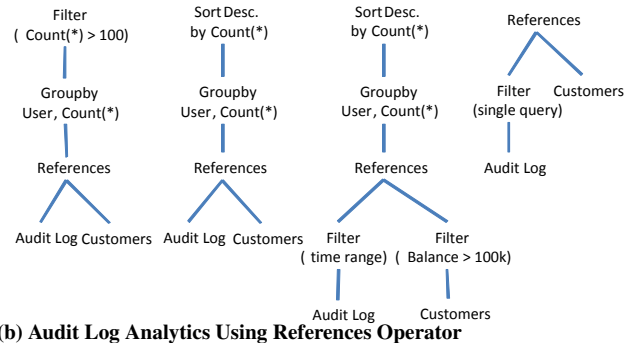 Filter
( Count(*) > 100)
Groupby
User, Count(*)
References
Audit Log Customers
Sort Desc.
by Count(*)
Groupby
User, Count(*)
References
Audit Log Customers
Sort Desc.
by Count(*)
Groupby
User, Count(*)
References
Filter
( time range)
Filter
( Balance > 100k)
Audit Log
Customers
References
Filter
(single query)
Customers
Audit Log
(b) Audit Log Analytics Using References Operator